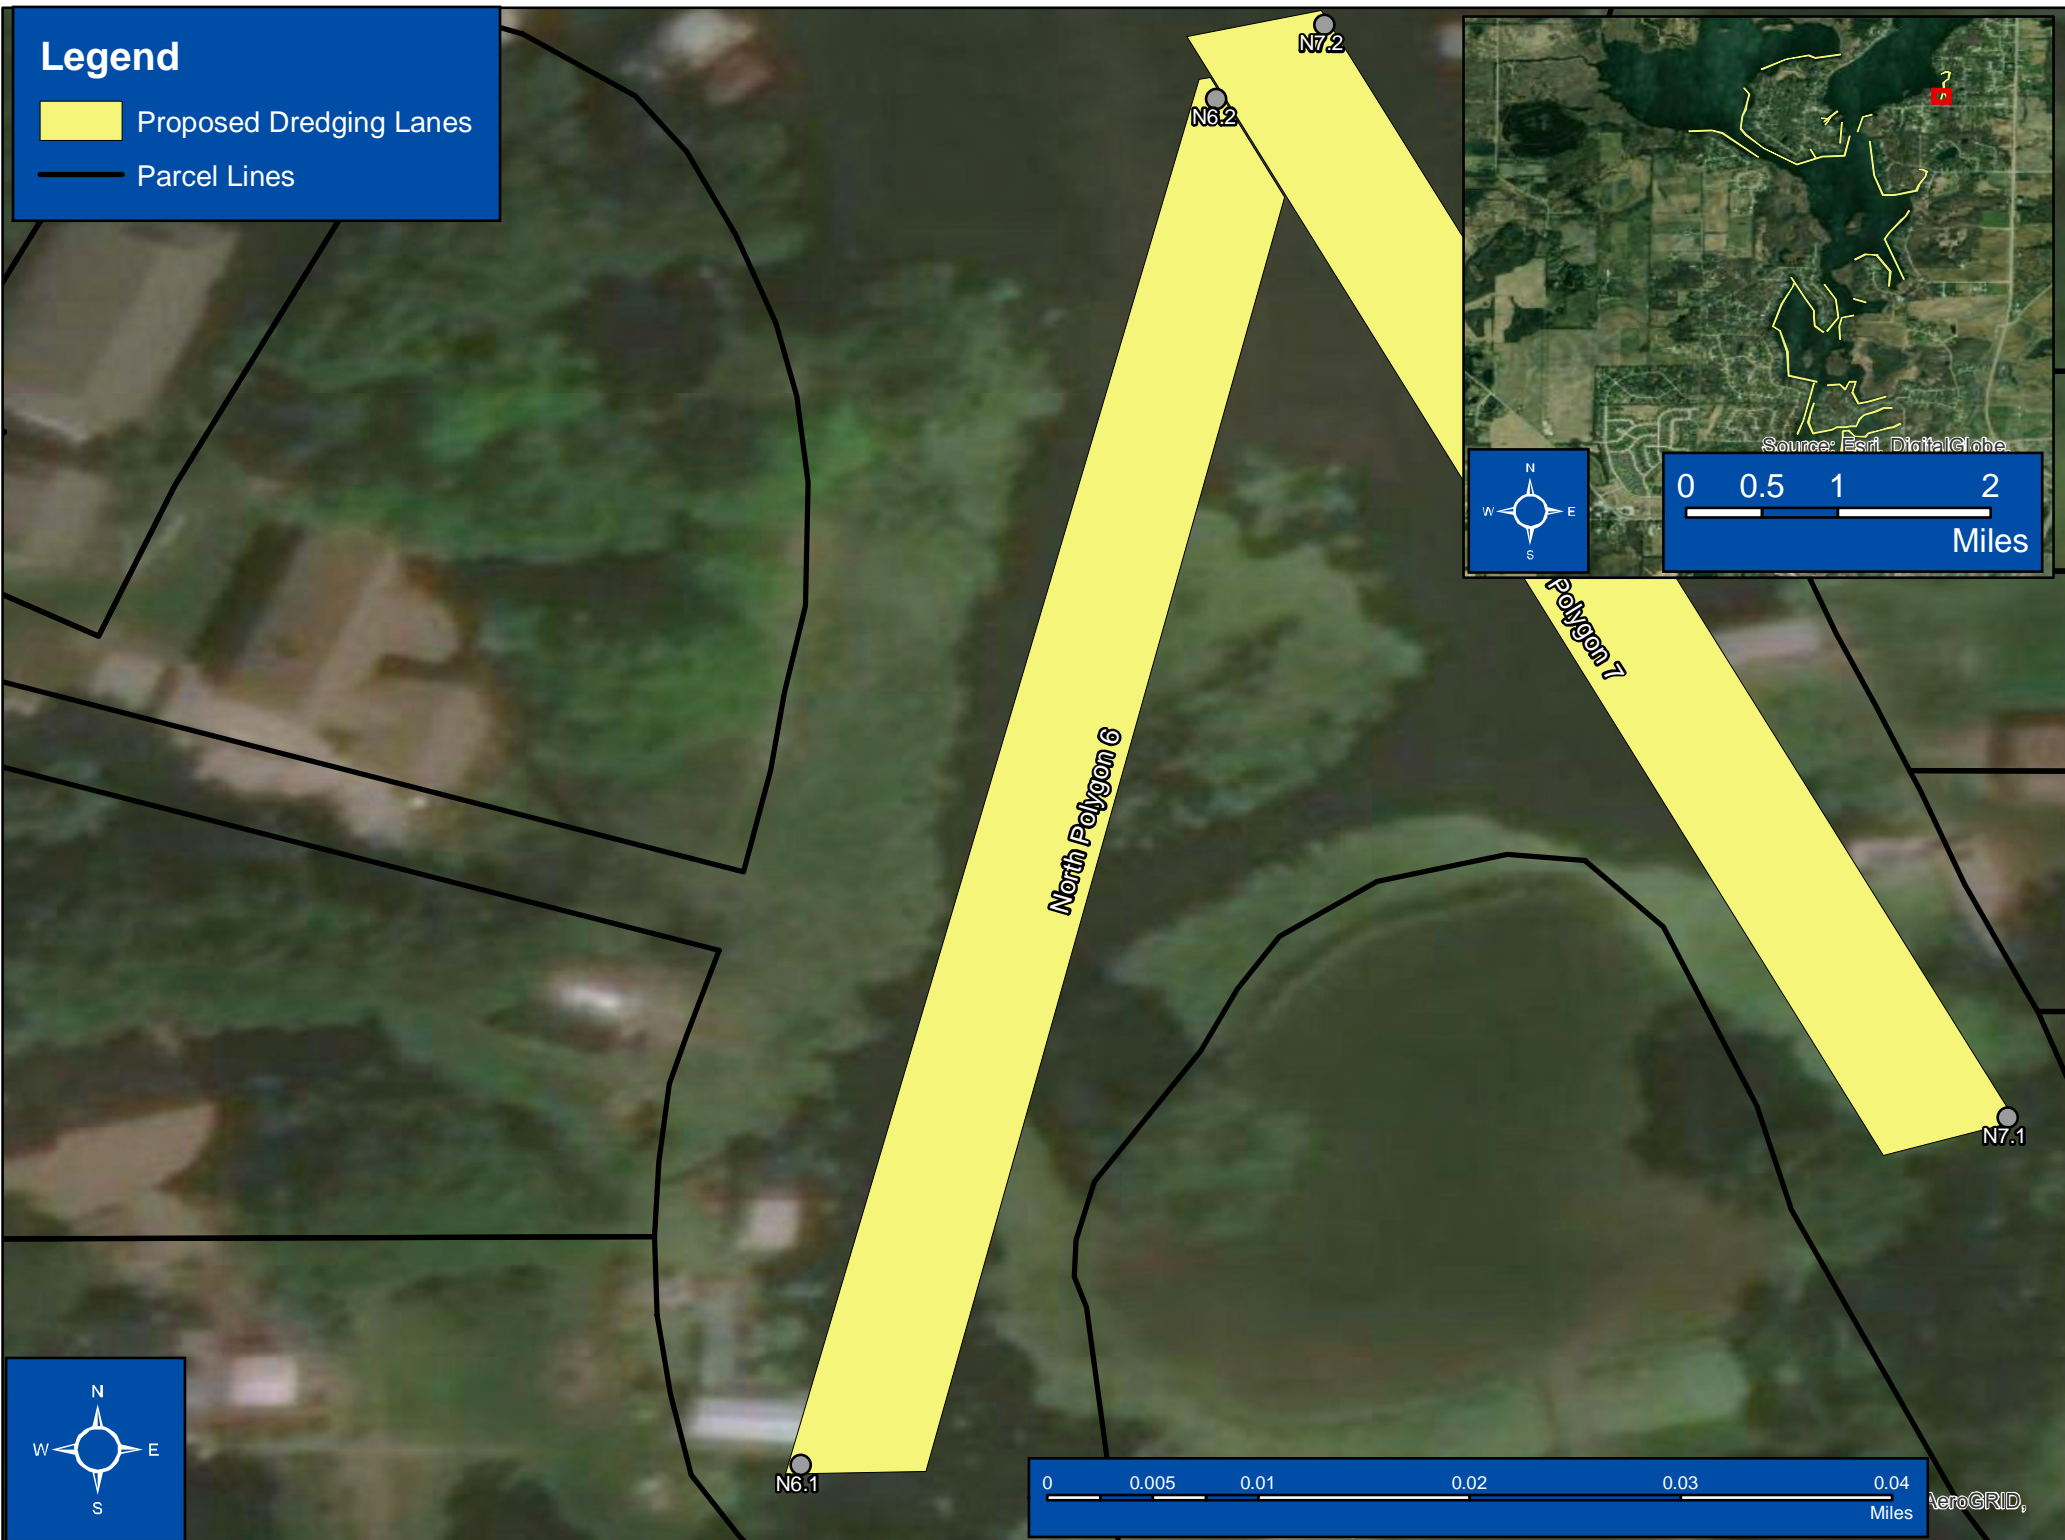 Legend
Proposed Dredging Lanes
Parcel Lines
N7.2
N6.2
Source: Esri, DigitalGlobe,
N
W E
S
0 0.5 1 2
Miles
Polygon 7
North Polygon 6
N7.1
N6.1
N
W E
S
0 0.005 0.01 0.02 0.03 0.04
Miles
AeroGRID,